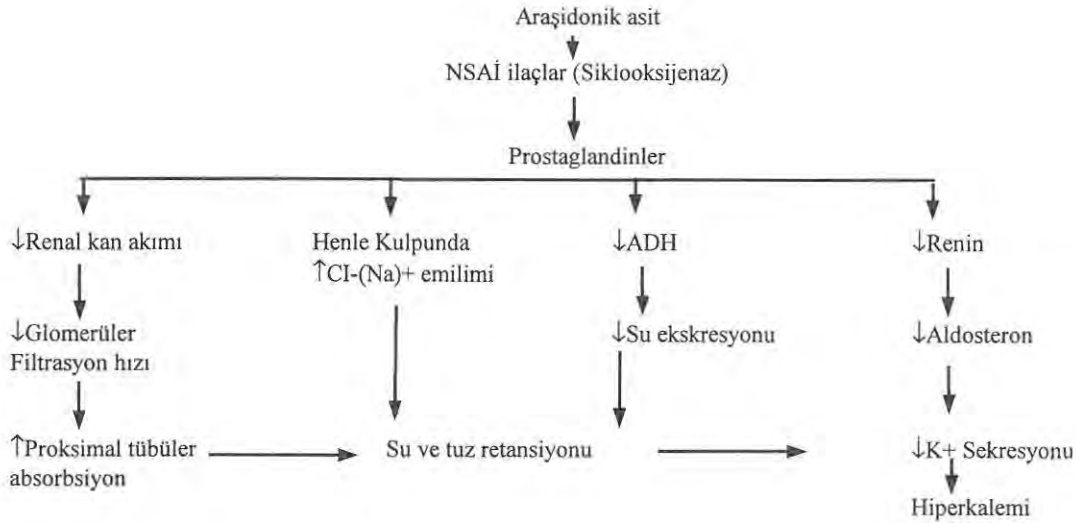 Araşidonik asit
NSAİ ilaçlar (Siklooksijenaz)
Prostaglandinler
↓Renal kan akımı
Henle Kulpunda
↑CI-(Na)+ emilimi
↓ADH
↓Renin
↓Glomerüler
Filtrasyon hızı
↓Su ekskresyonu
↓Aldosteron
↑Proksimal tübüler
absorbsiyon
Su ve tuz retansiyonu
↓K+ Sekresyonu
Hiperkalemi